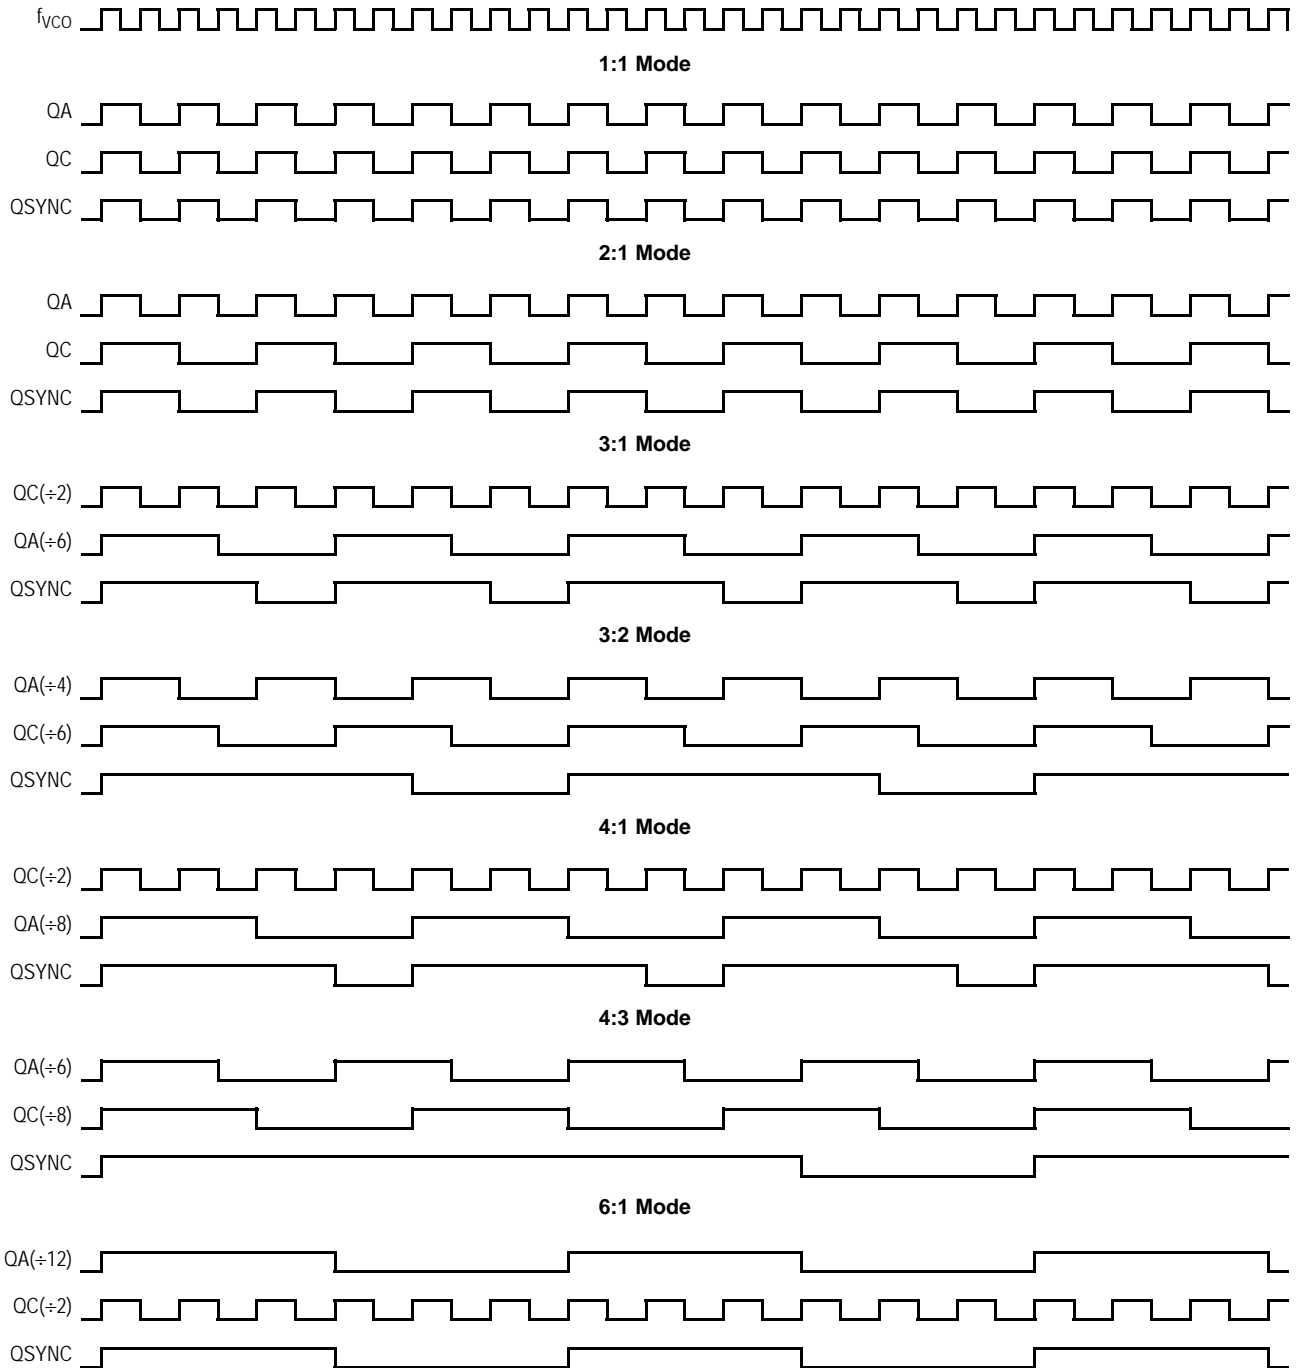 fVCO
1:1 Mode
QA
QC
QSYNC
2:1 Mode
QA
QC
QSYNC
3:1 Mode
QC(÷2)
QA(÷6)
QSYNC
3:2 Mode
QA(÷4)
QC(÷6)
QSYNC
4:1 Mode
QC(÷2)
QA(÷8)
QSYNC
4:3 Mode
QA(÷6)
QC(÷8)
QSYNC
6:1 Mode
QA(÷12)
QC(÷2)
QSYNC